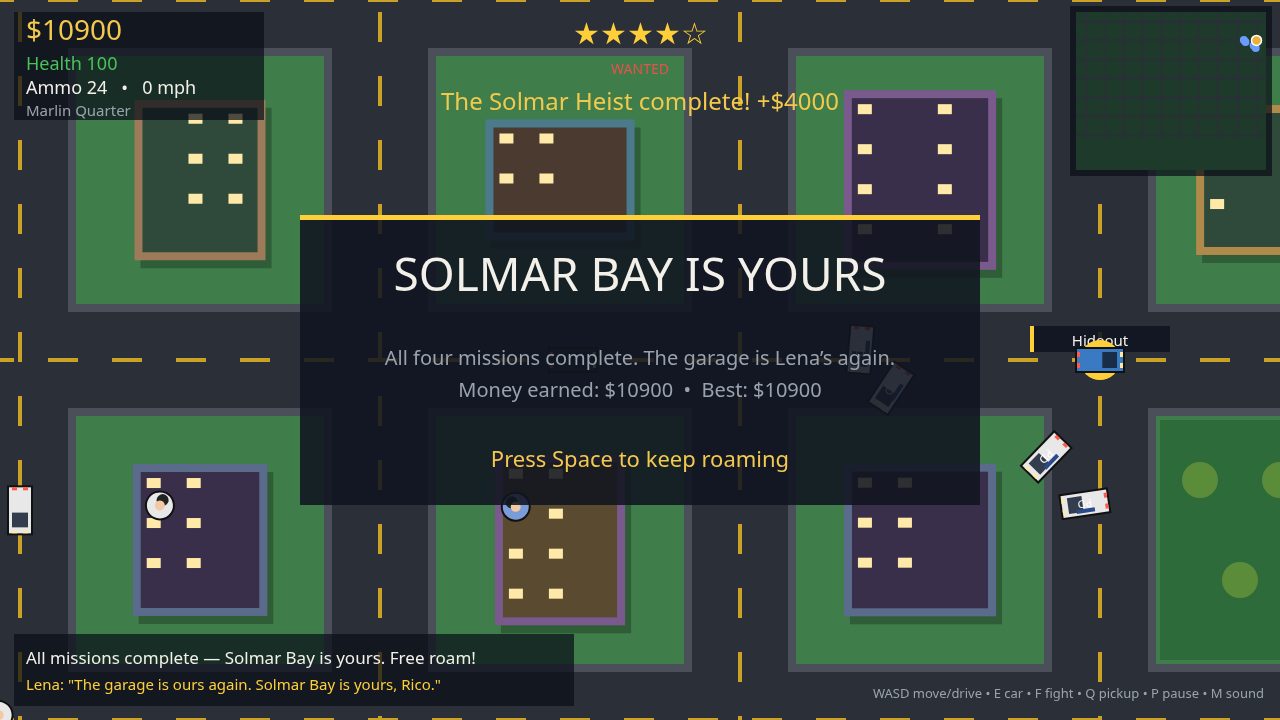 $10900
Health 100
Ammo 24 • 0 mph
Marlin Quarter
★★★★☆
WANTED
The Solmar Heist complete! +$4000
SOLMAR BAY IS YOURS
All four missions complete. The garage is Lena’s again.
Money earned: $10900 • Best: $10900
Press Space to keep roaming
Hideout
All missions complete — Solmar Bay is yours. Free roam!
Lena: "The garage is ours again. Solmar Bay is yours, Rico."
WASD move/drive • E car • F fight • Q pickup • P pause • M sound